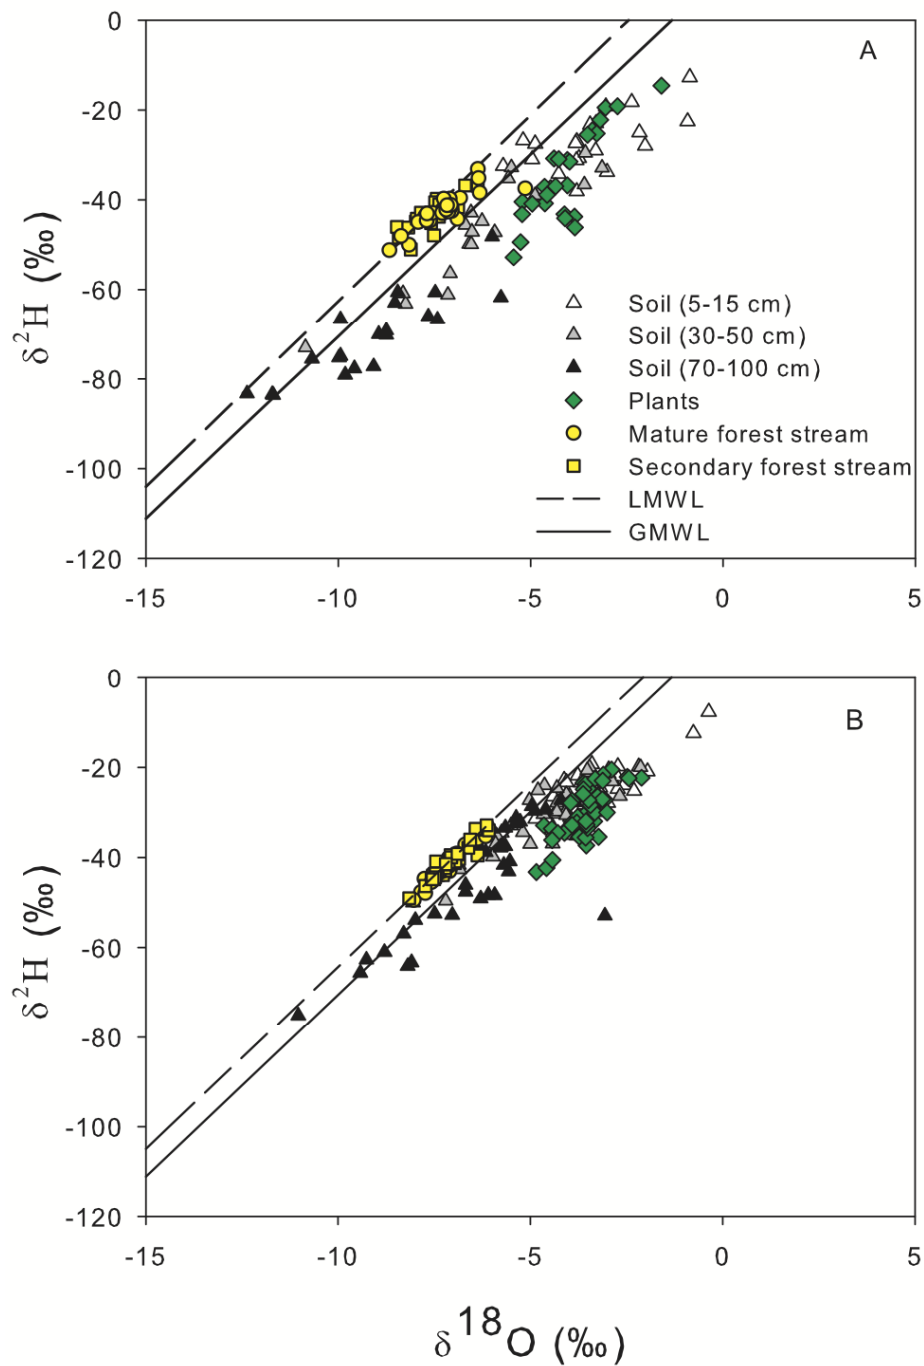 0
-20
-40
-60
-80
-100
-120
-15
-10
-5
0
5
δ²H (‰)
A
Soil (5-15 cm)
Soil (30-50 cm)
Soil (70-100 cm)
Plants
Mature forest stream
Secondary forest stream
LMWL
GMWL
0
-20
-40
-60
-80
-100
-120
-15
-10
-5
0
5
δ²H (‰)
B
δ¹⁸O (‰)